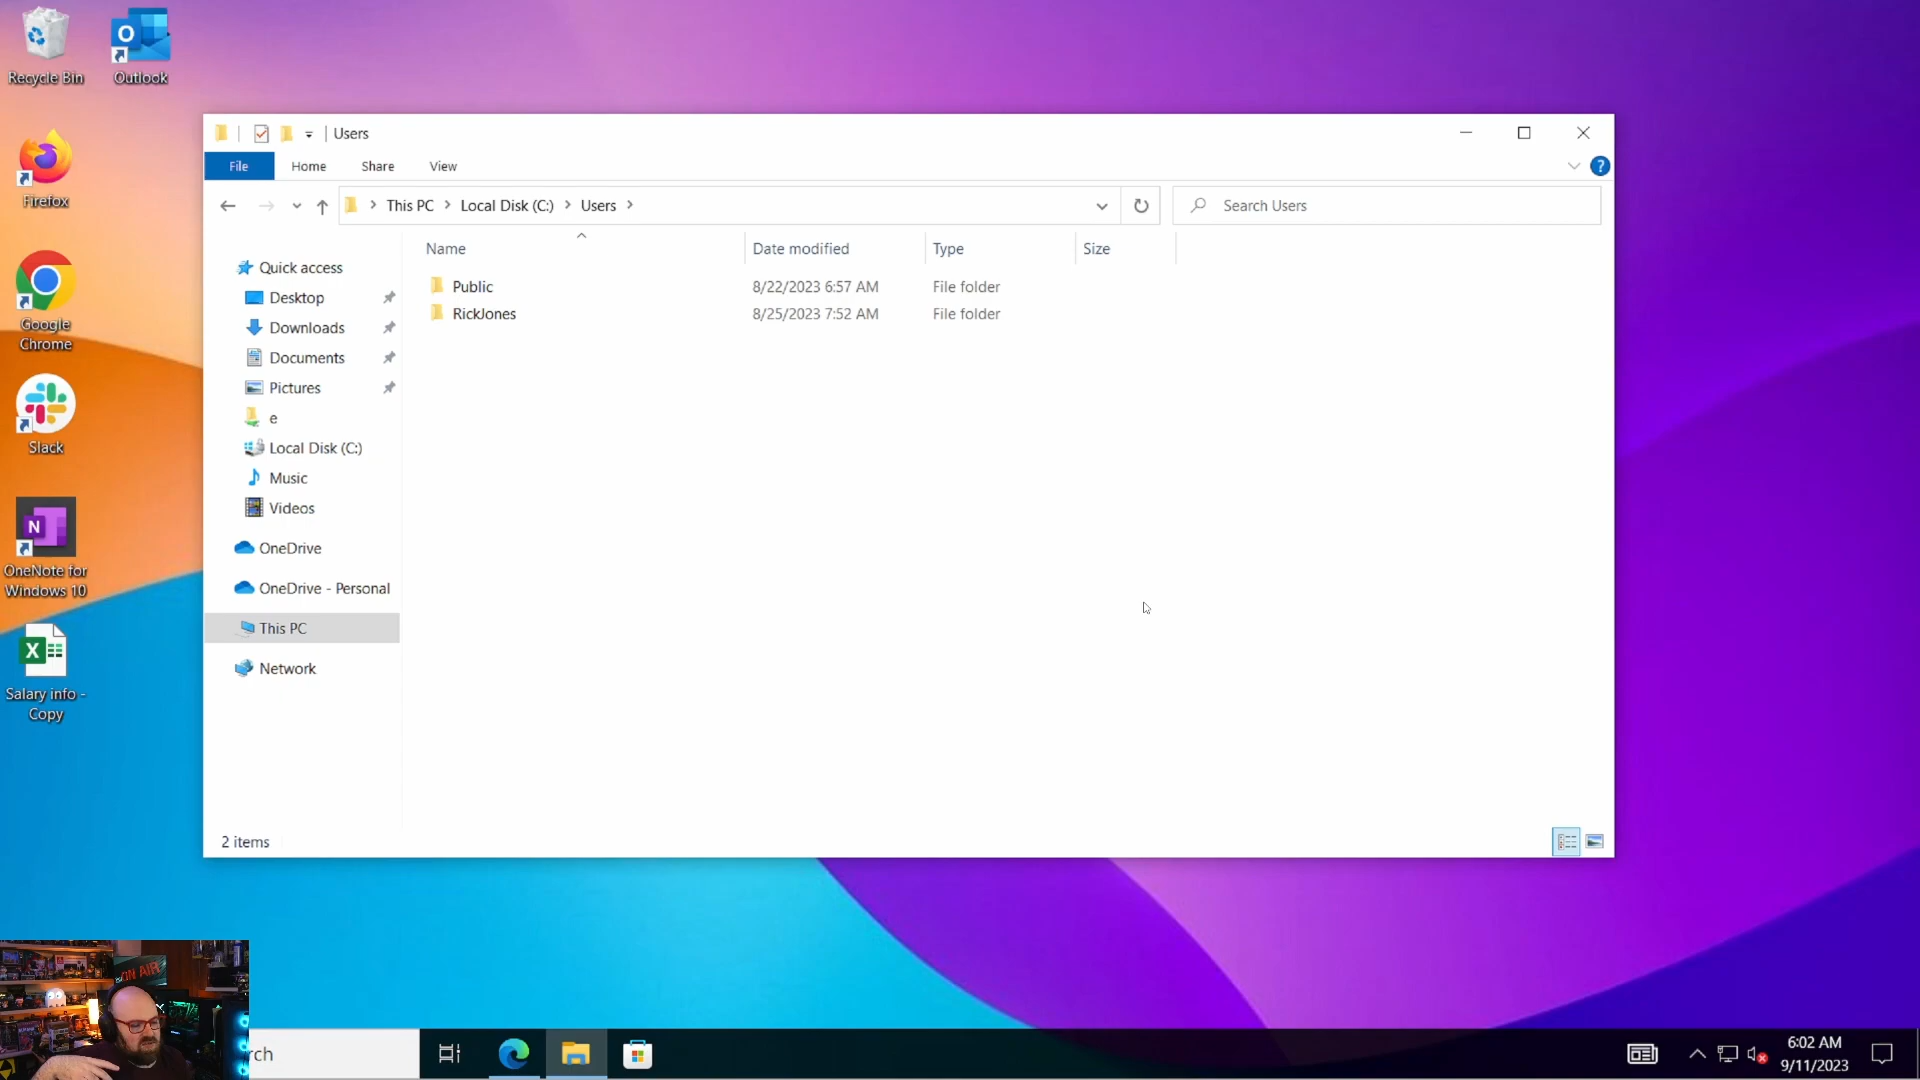 Recycle Bin
Outlook
Firefox
Google
Chrome
Slack
OneNote for
Windows 10
Salary info -
Copy
Users
File
Home
Share
View
This PC
Local Disk (C:)
Users
Search Users
Name
Date modified
Type
Size
Public
8/22/2023 6:57 AM
File folder
RickJones
8/25/2023 7:52 AM
File folder
Quick access
Desktop
Downloads
Documents
Pictures
e
Local Disk (C:)
Music
Videos
OneDrive
OneDrive - Personal
This PC
Network
2 items
ON AIR
rch
6:02 AM
9/11/2023